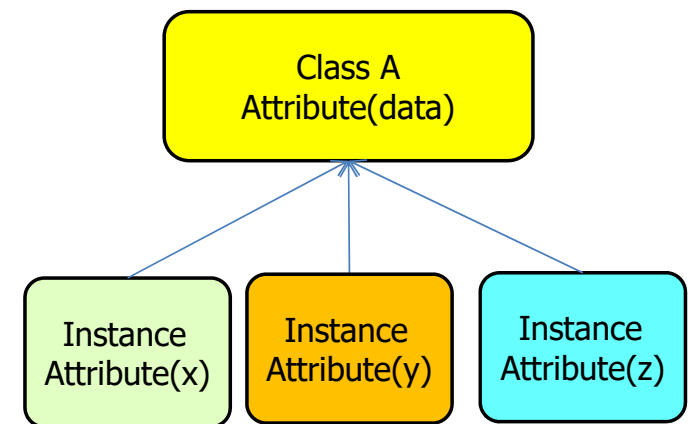 Class A
Attribute(data)
Instance
Attribute(x)
Instance
Attribute(y)
Instance
Attribute(z)